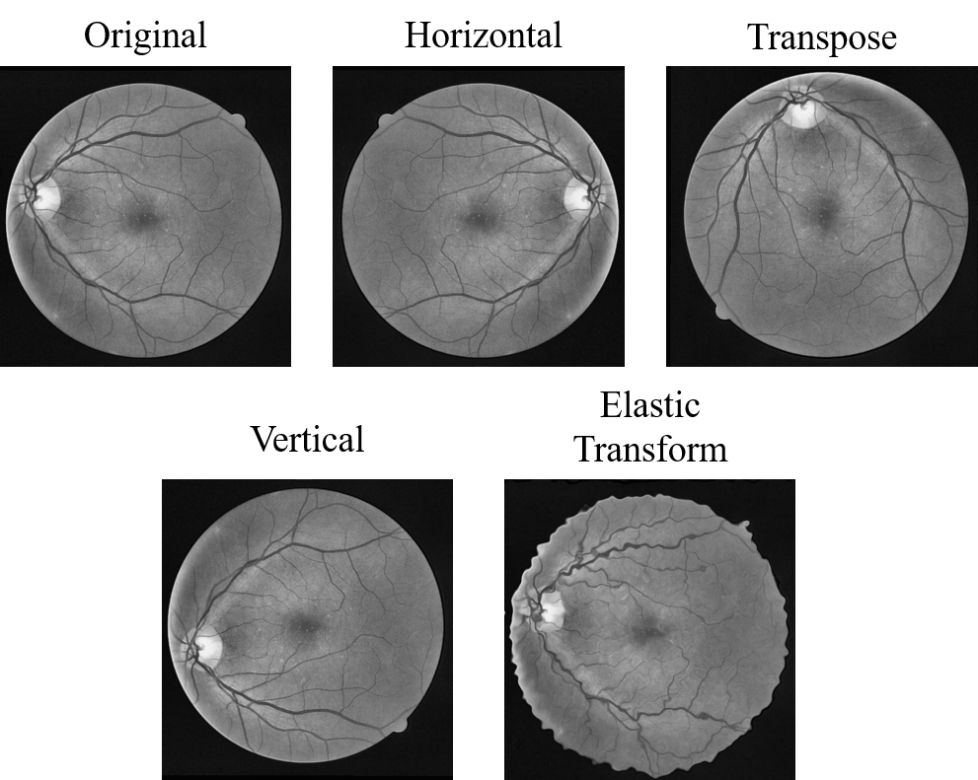 Original
Horizontal
Transpose
Vertical
Elastic
Transform